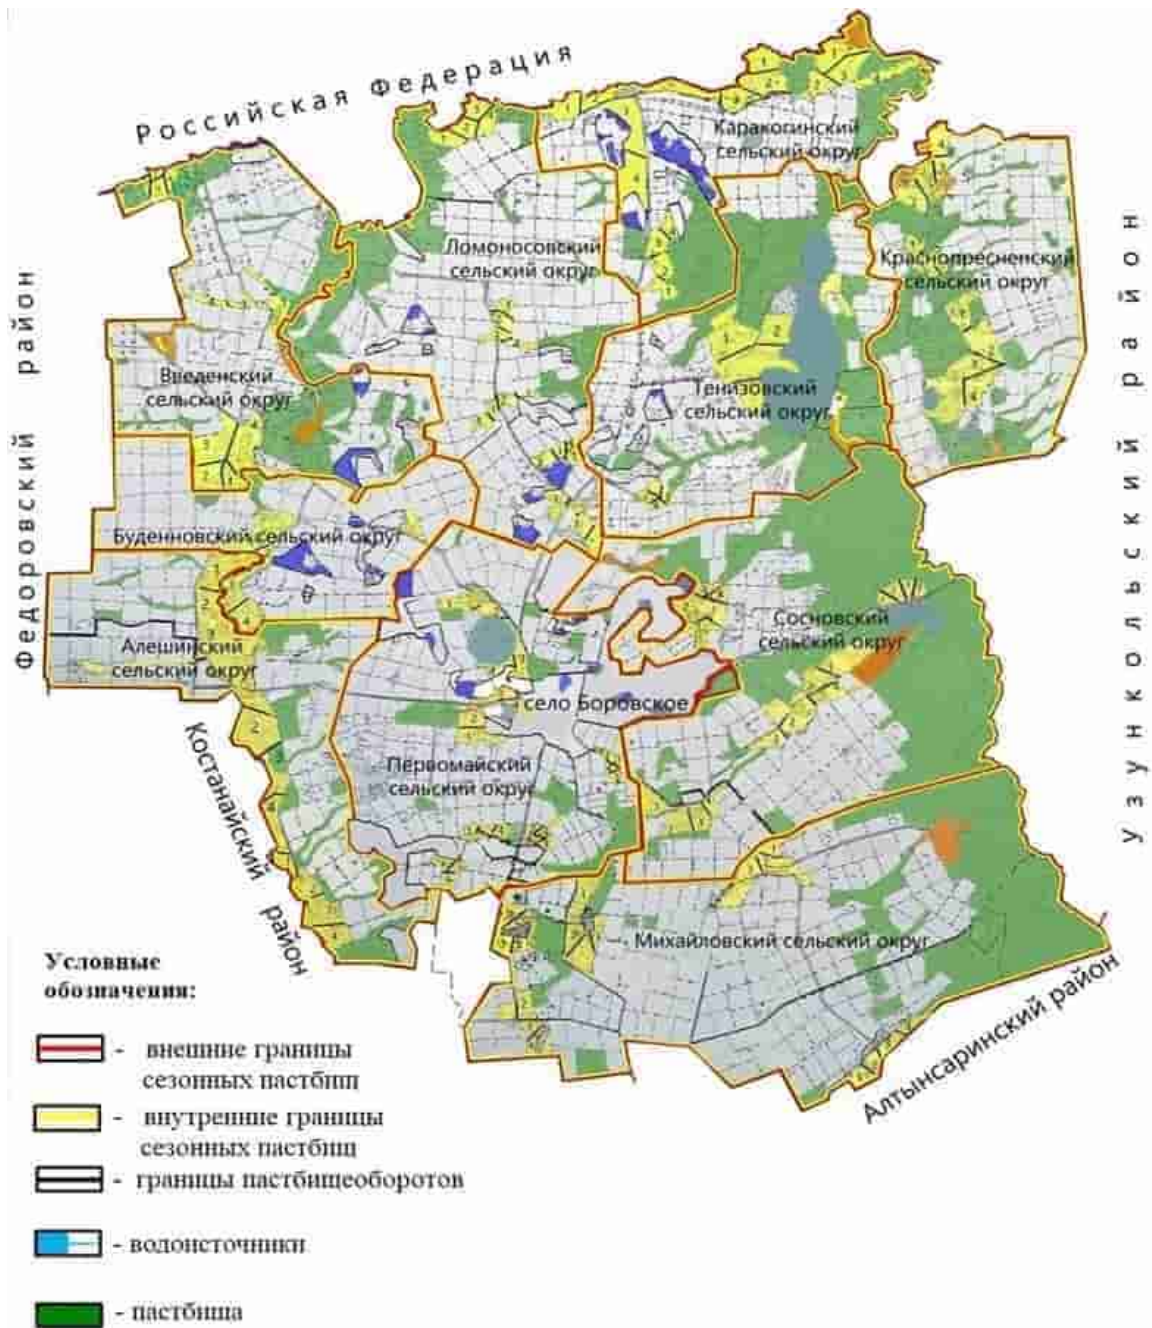 Российская Федерация
Каракогинский
сельский округ
Ломоносовский
сельский округ
Краснопресненский
сельский округ
Федоровский район
Узункольский район
Введенский
сельский округ
Тенизовский
сельский округ
Буденновский сельский округ
Алешинский
сельский округ
Сосновский
сельский округ
село Боровское
Костанайский район
Первомайский
сельский округ
Михайловский сельский округ
Алтынсаринский район
Условные
обозначения:
- внешние границы
сезонных пастбищ
- внутренние границы
сезонных пастбищ
- границы пастбищеоборотов
- водоисточники
- пастбища